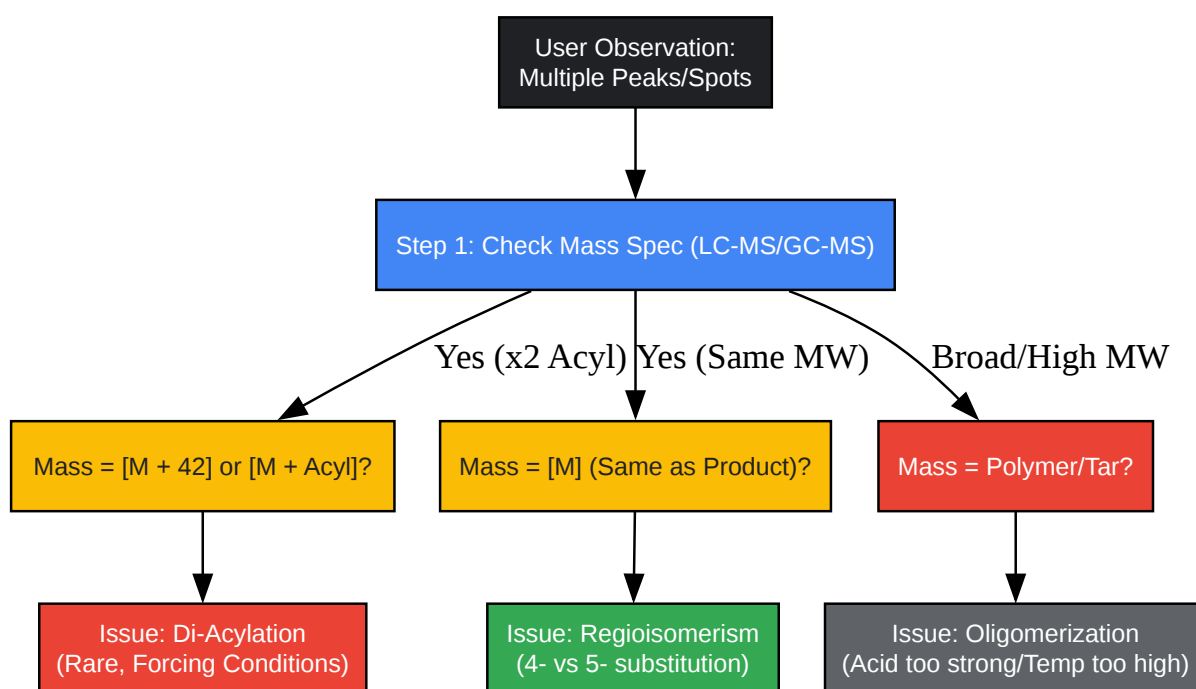 User Observation:
Multiple Peaks/Spots
Step 1: Check Mass Spec (LC-MS/GC-MS)
Yes (x2 Acyl)
Yes (Same MW)
Broad/High MW
Mass = [M + 42] or [M + Acyl]?
Mass = [M] (Same as Product)?
Mass = Polymer/Tar?
Issue: Di-Acylation
(Rare, Forcing Conditions)
Issue: Regioisomerism
(4- vs 5- substitution)
Issue: Oligomerization
(Acid too strong/Temp too high)